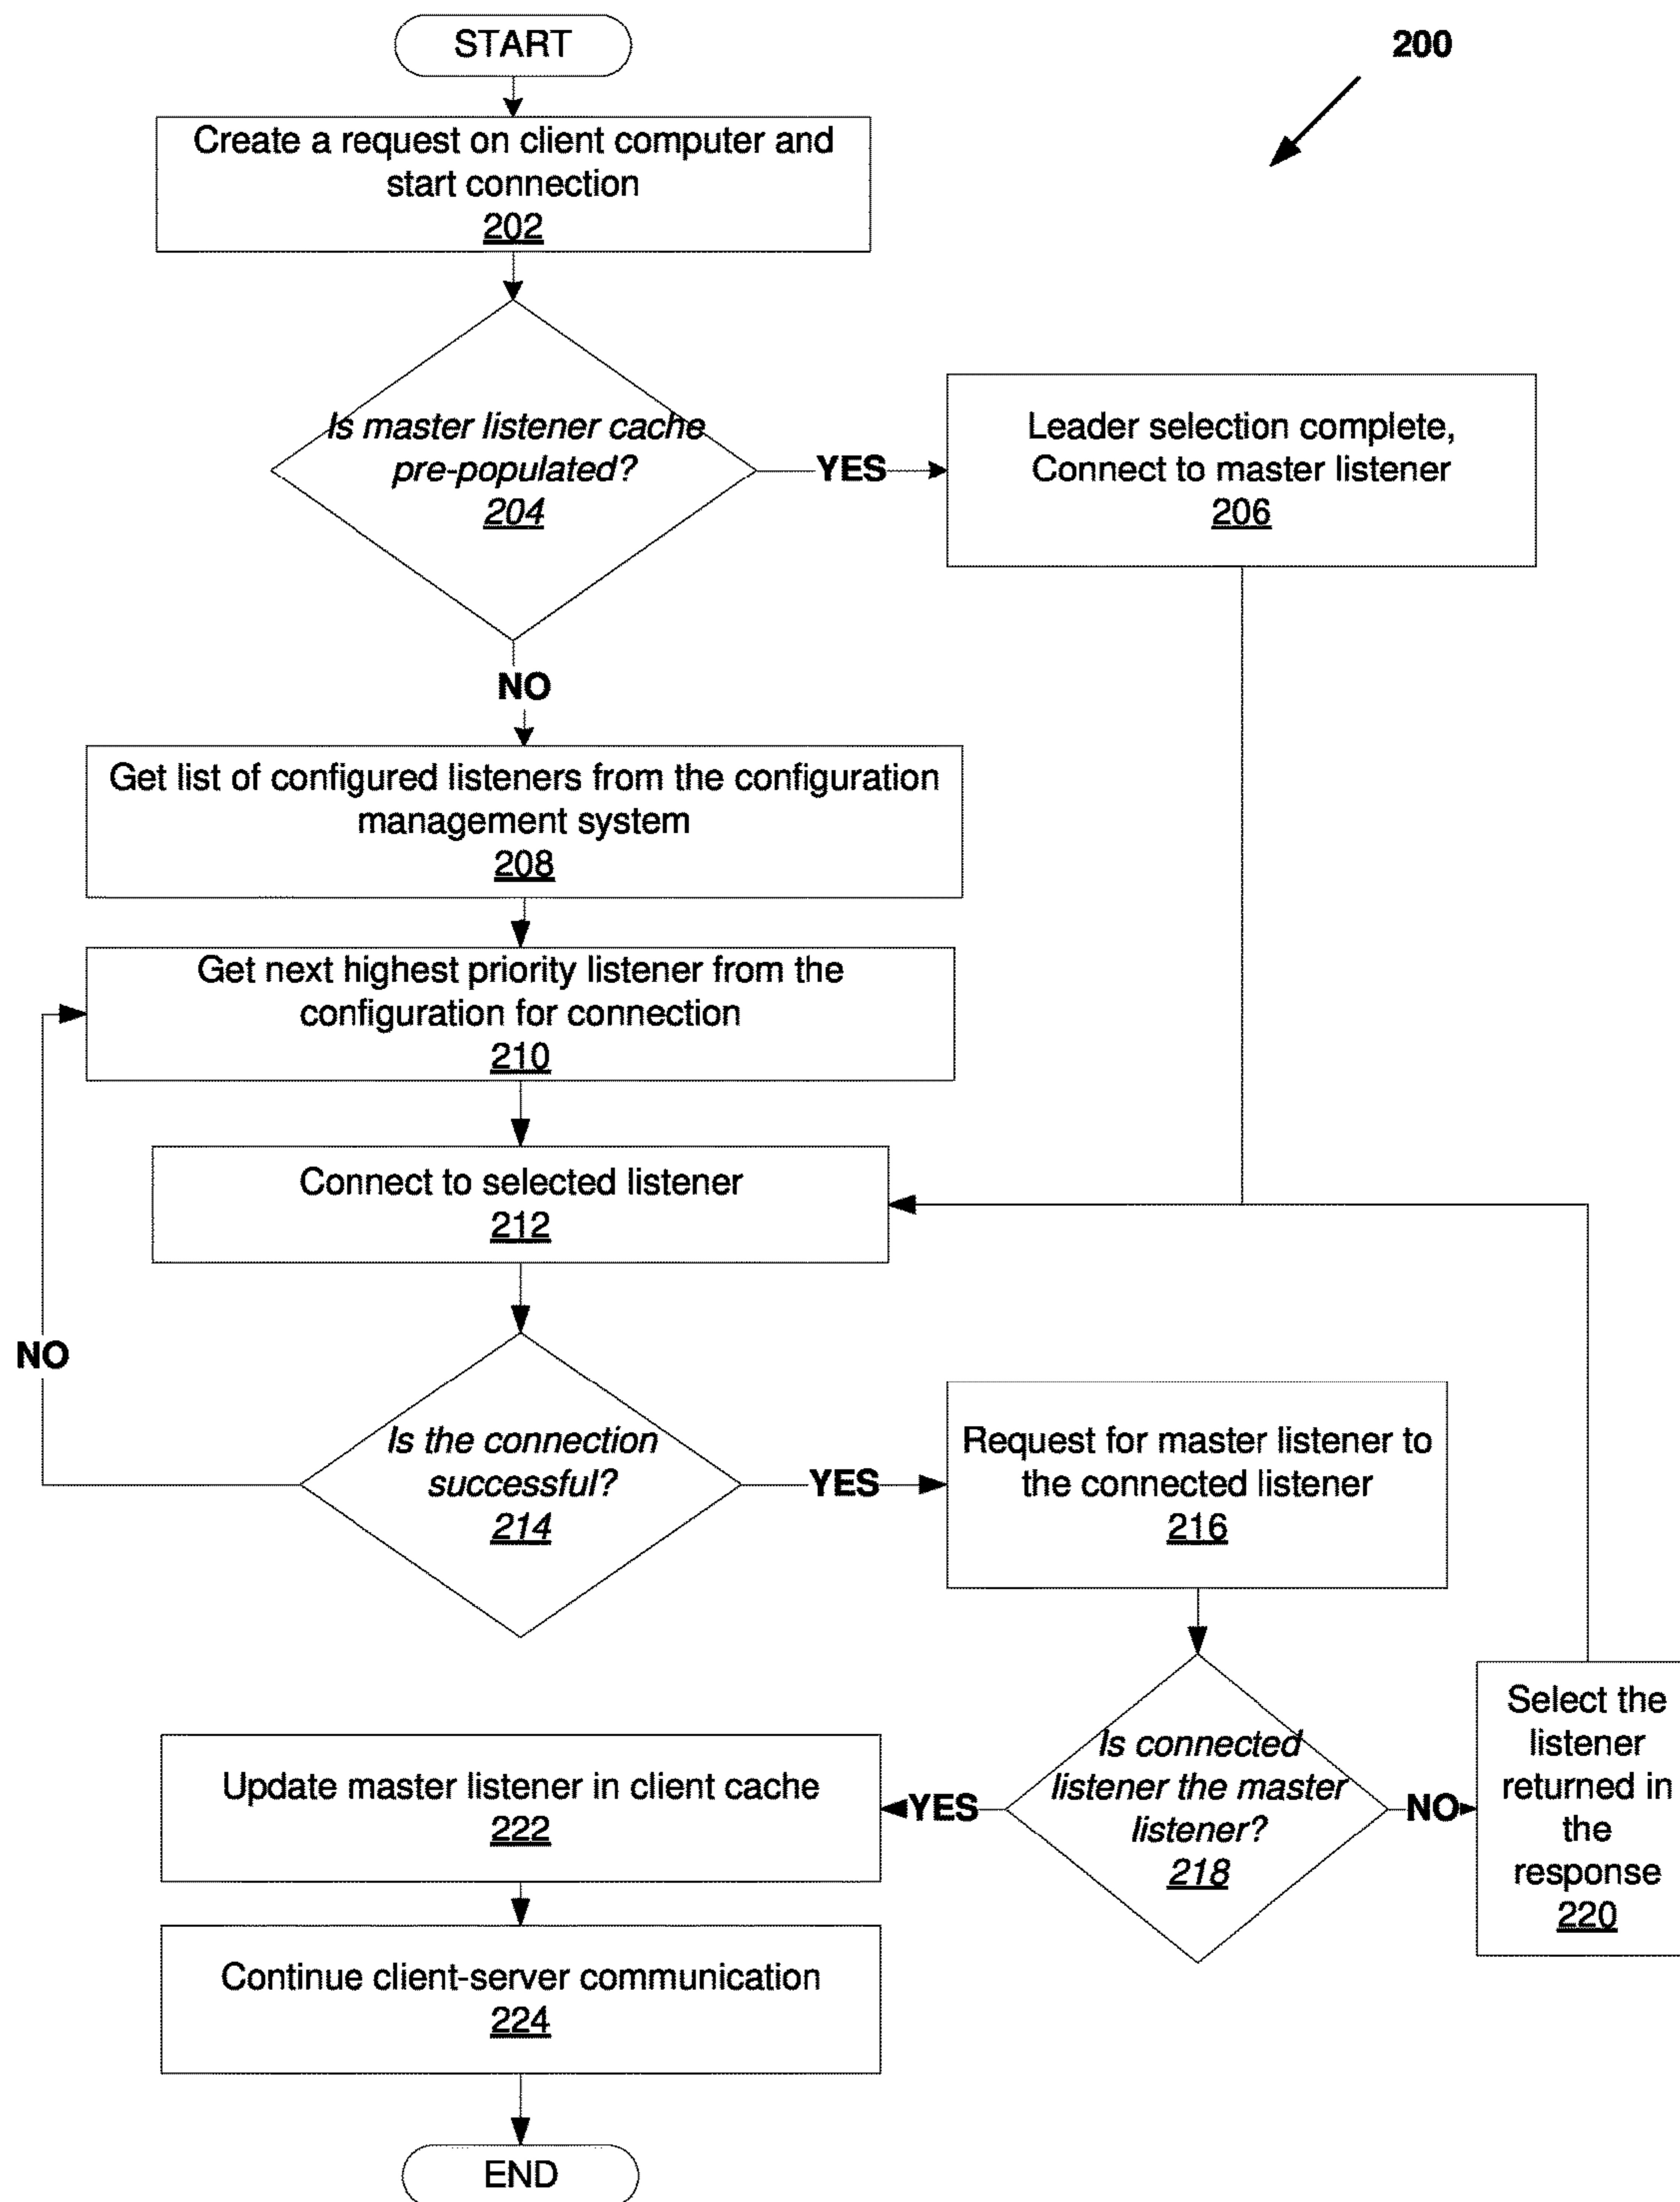 START
200
Create a request on client computer and
start connection
202
Is master listener cache
pre-populated?
204
YES
Leader selection complete,
Connect to master listener
206
NO
Get list of configured listeners from the configuration
management system
208
Get next highest priority listener from the
configuration for connection
210
Connect to selected listener
212
NO
Is the connection
successful?
214
YES
Request for master listener to
the connected listener
216
Is connected
listener the master
listener?
218
NO
Select the
listener
returned in
the
response
220
YES
Update master listener in client cache
222
Continue client-server communication
224
END